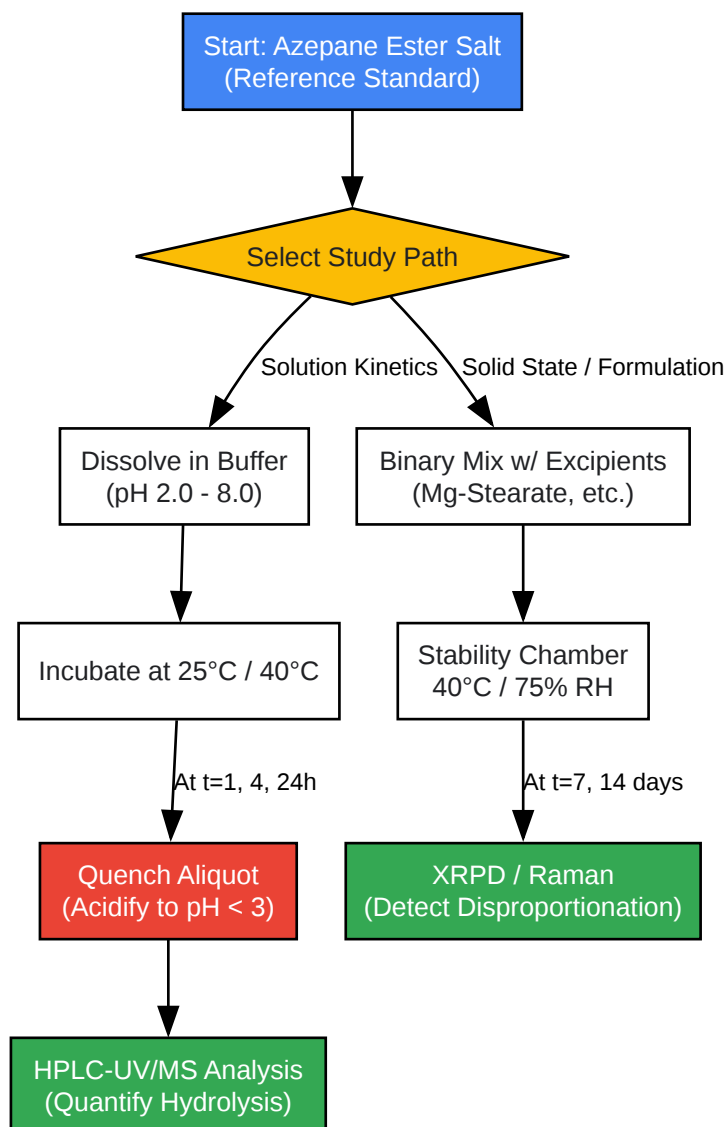 Start: Azepane Ester Salt
(Reference Standard)
Select Study Path
Solution Kinetics
Solid State / Formulation
Dissolve in Buffer
(pH 2.0 - 8.0)
Binary Mix w/ Excipients
(Mg-Stearate, etc.)
Incubate at 25°C / 40°C
Stability Chamber
40°C / 75% RH
At t=1, 4, 24h
At t=7, 14 days
Quench Aliquot
(Acidify to pH < 3)
XRPD / Raman
(Detect Disproportionation)
HPLC-UV/MS Analysis
(Quantify Hydrolysis)